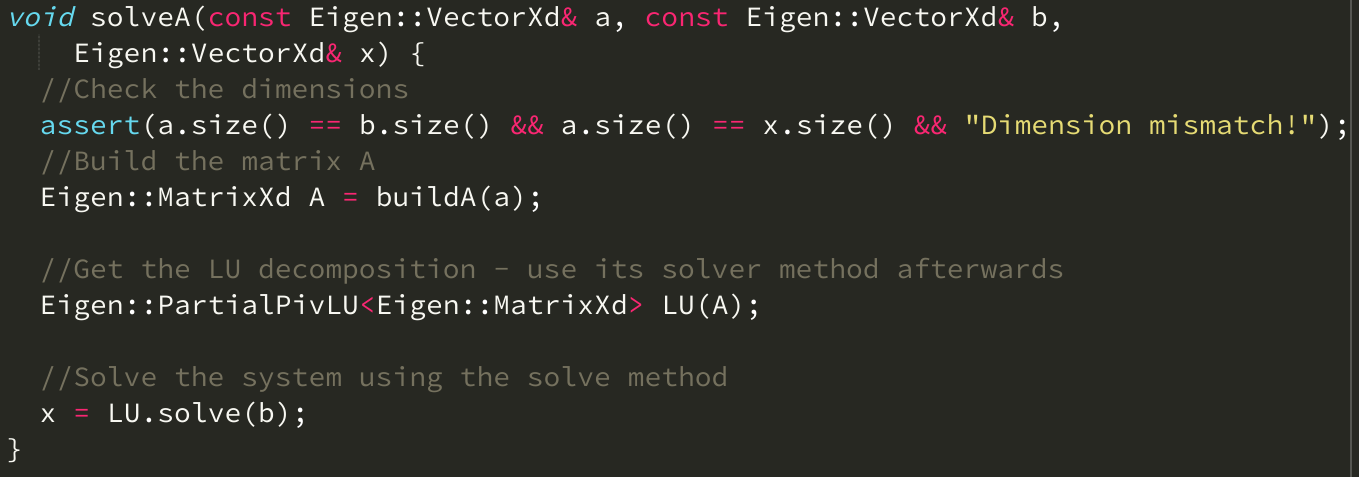 void solveA(const Eigen::VectorXd& a, const Eigen::VectorXd& b,
    Eigen::VectorXd& x) {
  //Check the dimensions
  assert(a.size() == b.size() && a.size() == x.size() && "Dimension mismatch!");
  //Build the matrix A
  Eigen::MatrixXd A = buildA(a);

  //Get the LU decomposition - use its solver method afterwards
  Eigen::PartialPivLU<Eigen::MatrixXd> LU(A);

  //Solve the system using the solve method
  x = LU.solve(b);
}